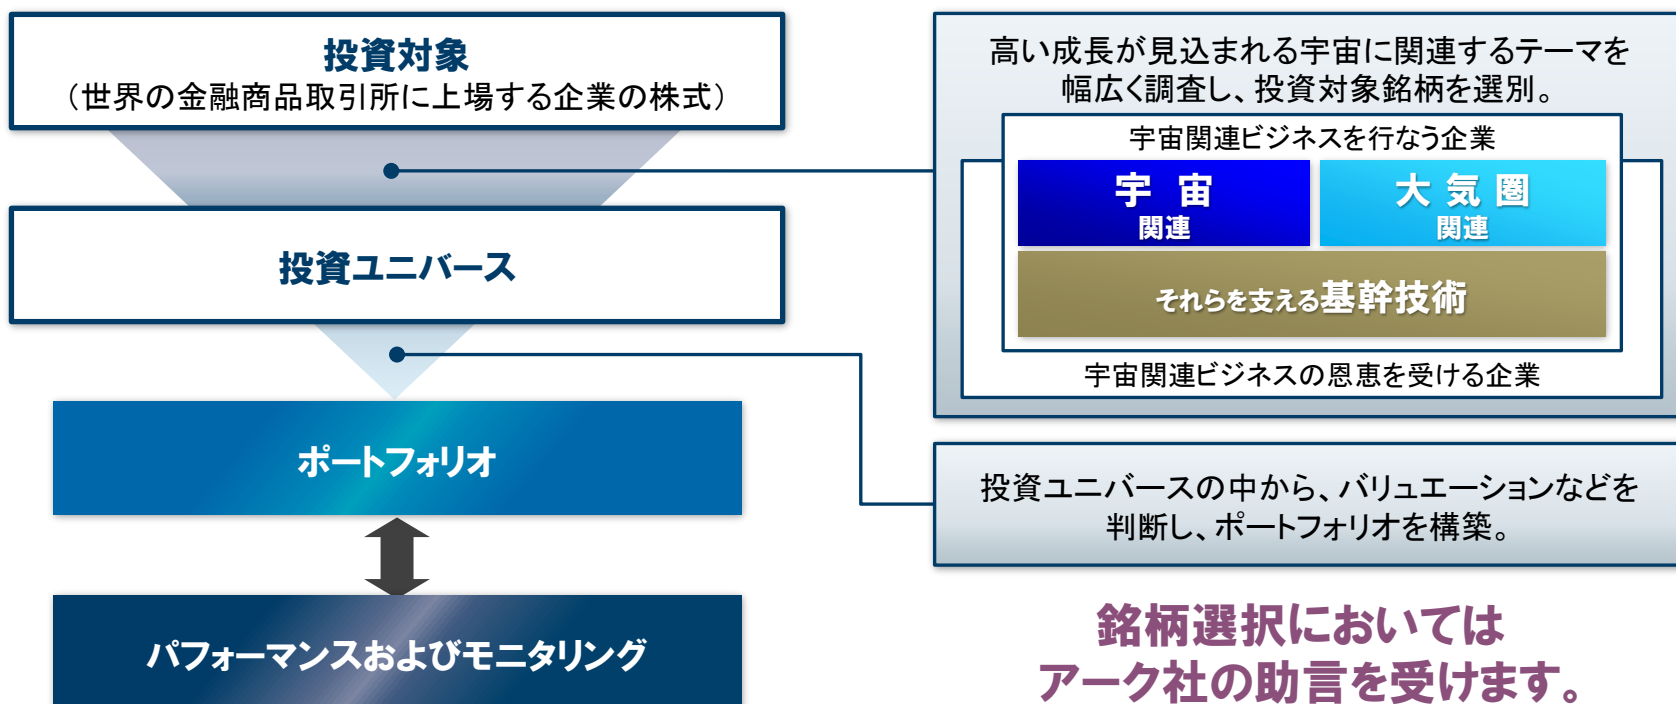 投資対象
（世界の金融商品取引所に上場する企業の株式）
投資ユニバース
ポートフォリオ
パフォーマンスおよびモニタリング
高い成長が見込まれる宇宙に関連するテーマを
幅広く調査し、投資対象銘柄を選別。
宇宙関連ビジネスを行なう企業
宇宙
関連
大気圏
関連
それらを支える基幹技術
宇宙関連ビジネスの恩恵を受ける企業
投資ユニバースの中から、バリュエーションなどを
判断し、ポートフォリオを構築。
銘柄選択においては
アーク社の助言を受けます。